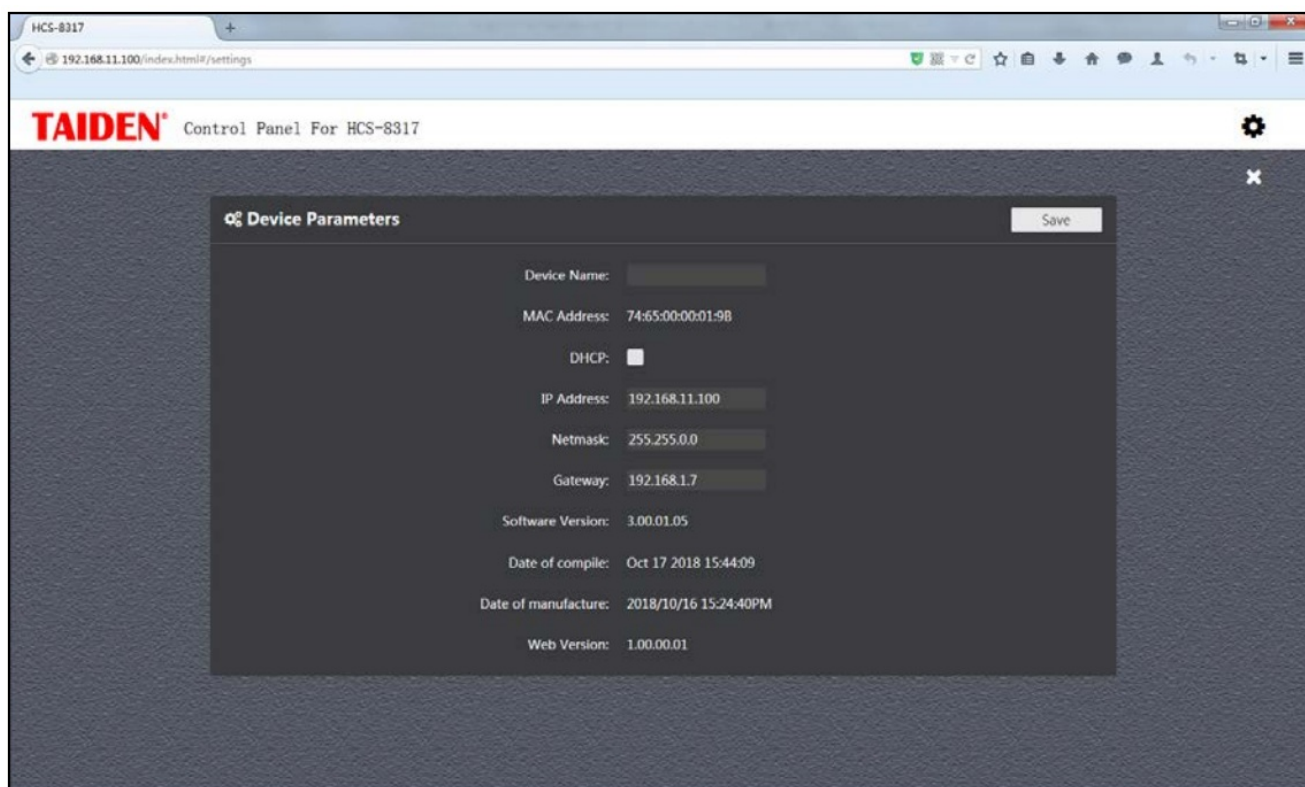 HCS-8317
192.168.11.100/index.html#/settings
TAIDEN® Control Panel For HCS-8317
Device Parameters
Save
Device Name:
MAC Address: 74:65:00:00:01:9B
DHCP:
IP Address: 192.168.11.100
Netmask: 255.255.0.0
Gateway: 192.168.1.7
Software Version: 3.00.01.05
Date of compile: Oct 17 2018 15:44:09
Date of manufacture: 2018/10/16 15:24:40PM
Web Version: 1.00.00.01